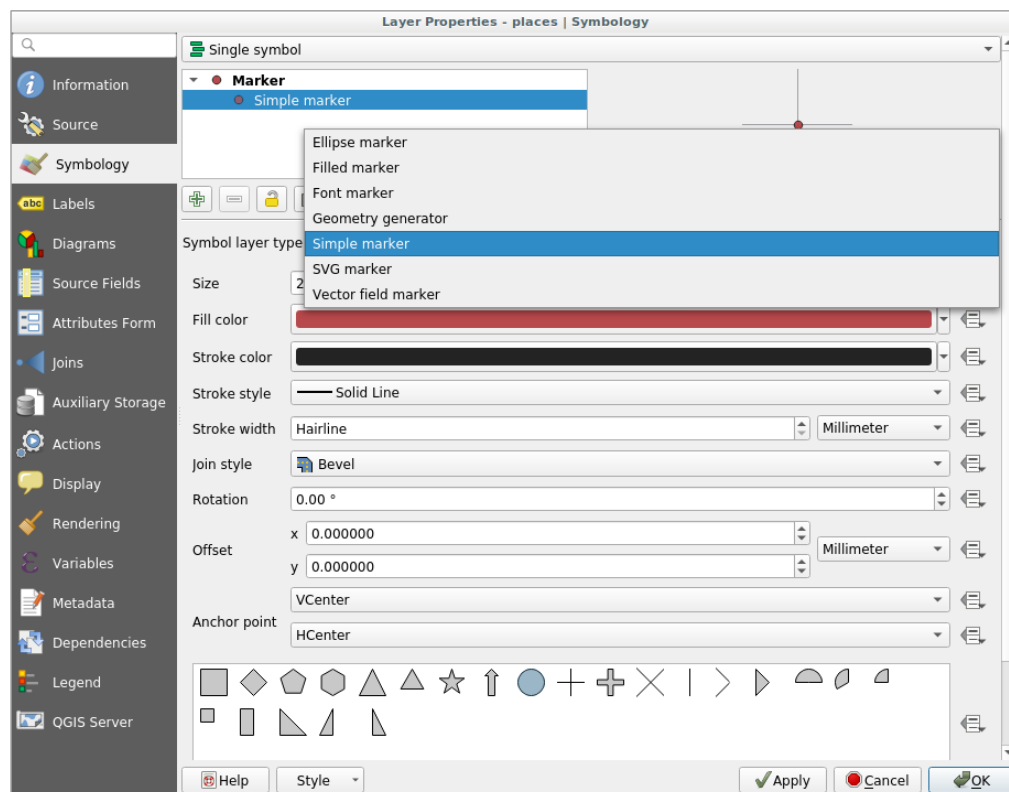 Layer Properties - places | Symbology
Information
Source
Symbology
abc Labels
Diagrams
Source Fields
Attributes Form
Joins
Auxiliary Storage
Actions
Display
Rendering
Variables
Metadata
Dependencies
Legend
QGIS Server
Single symbol
Marker
Simple marker
Ellipse marker
Filled marker
Font marker
Geometry generator
Simple marker
SVG marker
Vector field marker
Symbol layer type
Size 2
Fill color
Stroke color
Stroke style Solid Line
Stroke width Hairline Millimeter
Join style Bevel
Rotation 0.00 °
Offset x 0.000000 Millimeter
y 0.000000
Anchor point VCenter
HCenter
Help Style Apply Cancel OK